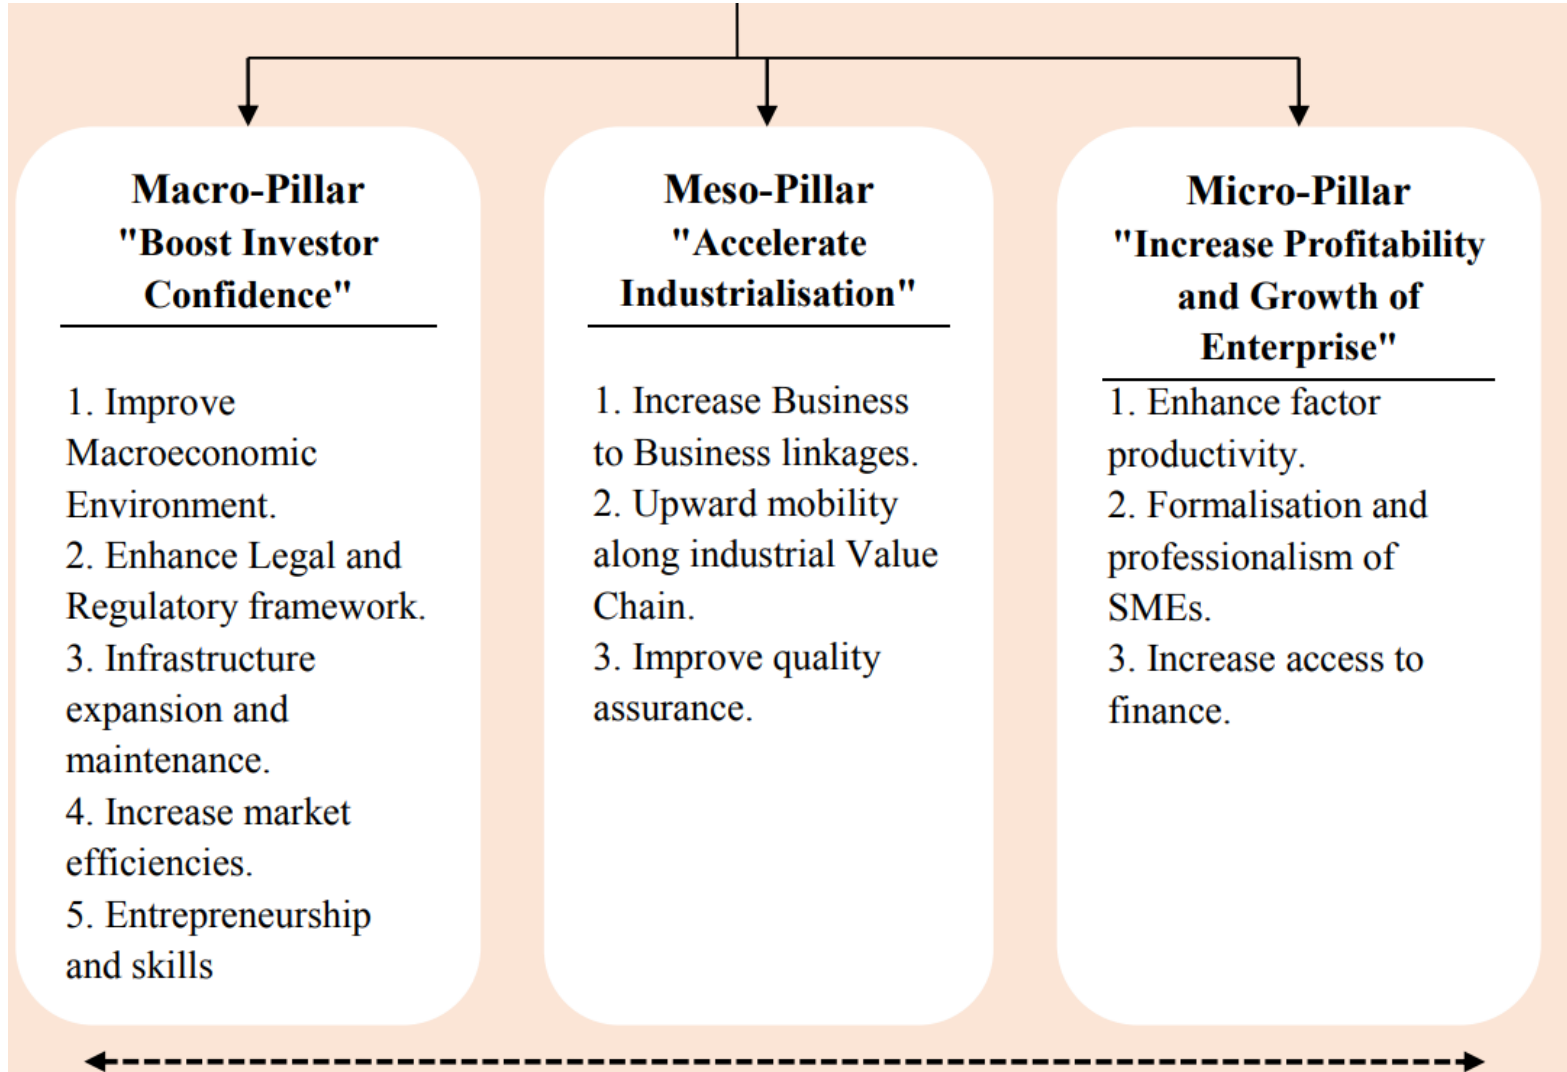 Macro-Pillar
"Boost Investor
Confidence"
1. Improve
Macroeconomic
Environment.
2. Enhance Legal and
Regulatory framework.
3. Infrastructure
expansion and
maintenance.
4. Increase market
efficiencies.
5. Entrepreneurship
and skills
Meso-Pillar
"Accelerate
Industrialisation"
1. Increase Business
to Business linkages.
2. Upward mobility
along industrial Value
Chain.
3. Improve quality
assurance.
Micro-Pillar
"Increase Profitability
and Growth of
Enterprise"
1. Enhance factor
productivity.
2. Formalisation and
professionalism of
SMEs.
3. Increase access to
finance.